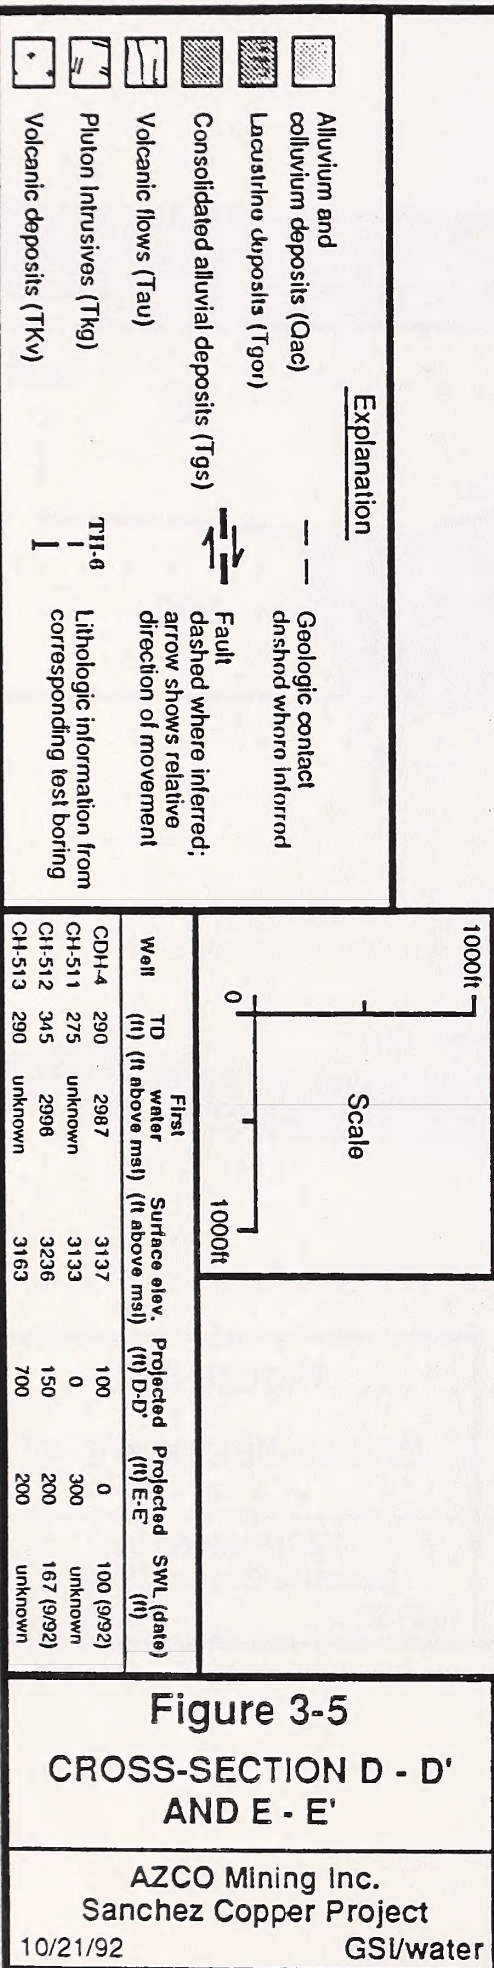 Explanation
Alluvium and
colluvium deposits (Qac)
Lacustrine deposits (Tgor)
Consolidated alluvial deposits (Tgs)
Volcanic flows (Tau)
Pluton Intrusives (Tkg)
Volcanic deposits (TKv)
Geologic contact
dashed where inferred
Fault
dashed where inferred;
arrow shows relative
direction of movement
TH-6
Lithologic information from
corresponding test boring
1000ft
0
Scale
1000ft
Well TD (ft) First water (ft above msl) Surface elev. (ft above msl) Projected (ft) D-D' Projected (ft) E-E' SWL (date) (ft)
CDH-4 290 2987 3137 100 0 100 (9/92)
CH-511 275 unknown 3133 0 300 unknown
CH-512 345 2996 3236 150 200 167 (9/92)
CH-513 290 unknown 3163 700 200 unknown
Figure 3-5
CROSS-SECTION D - D'
AND E - E'
AZCO Mining Inc.
Sanchez Copper Project
10/21/92 GSi/water